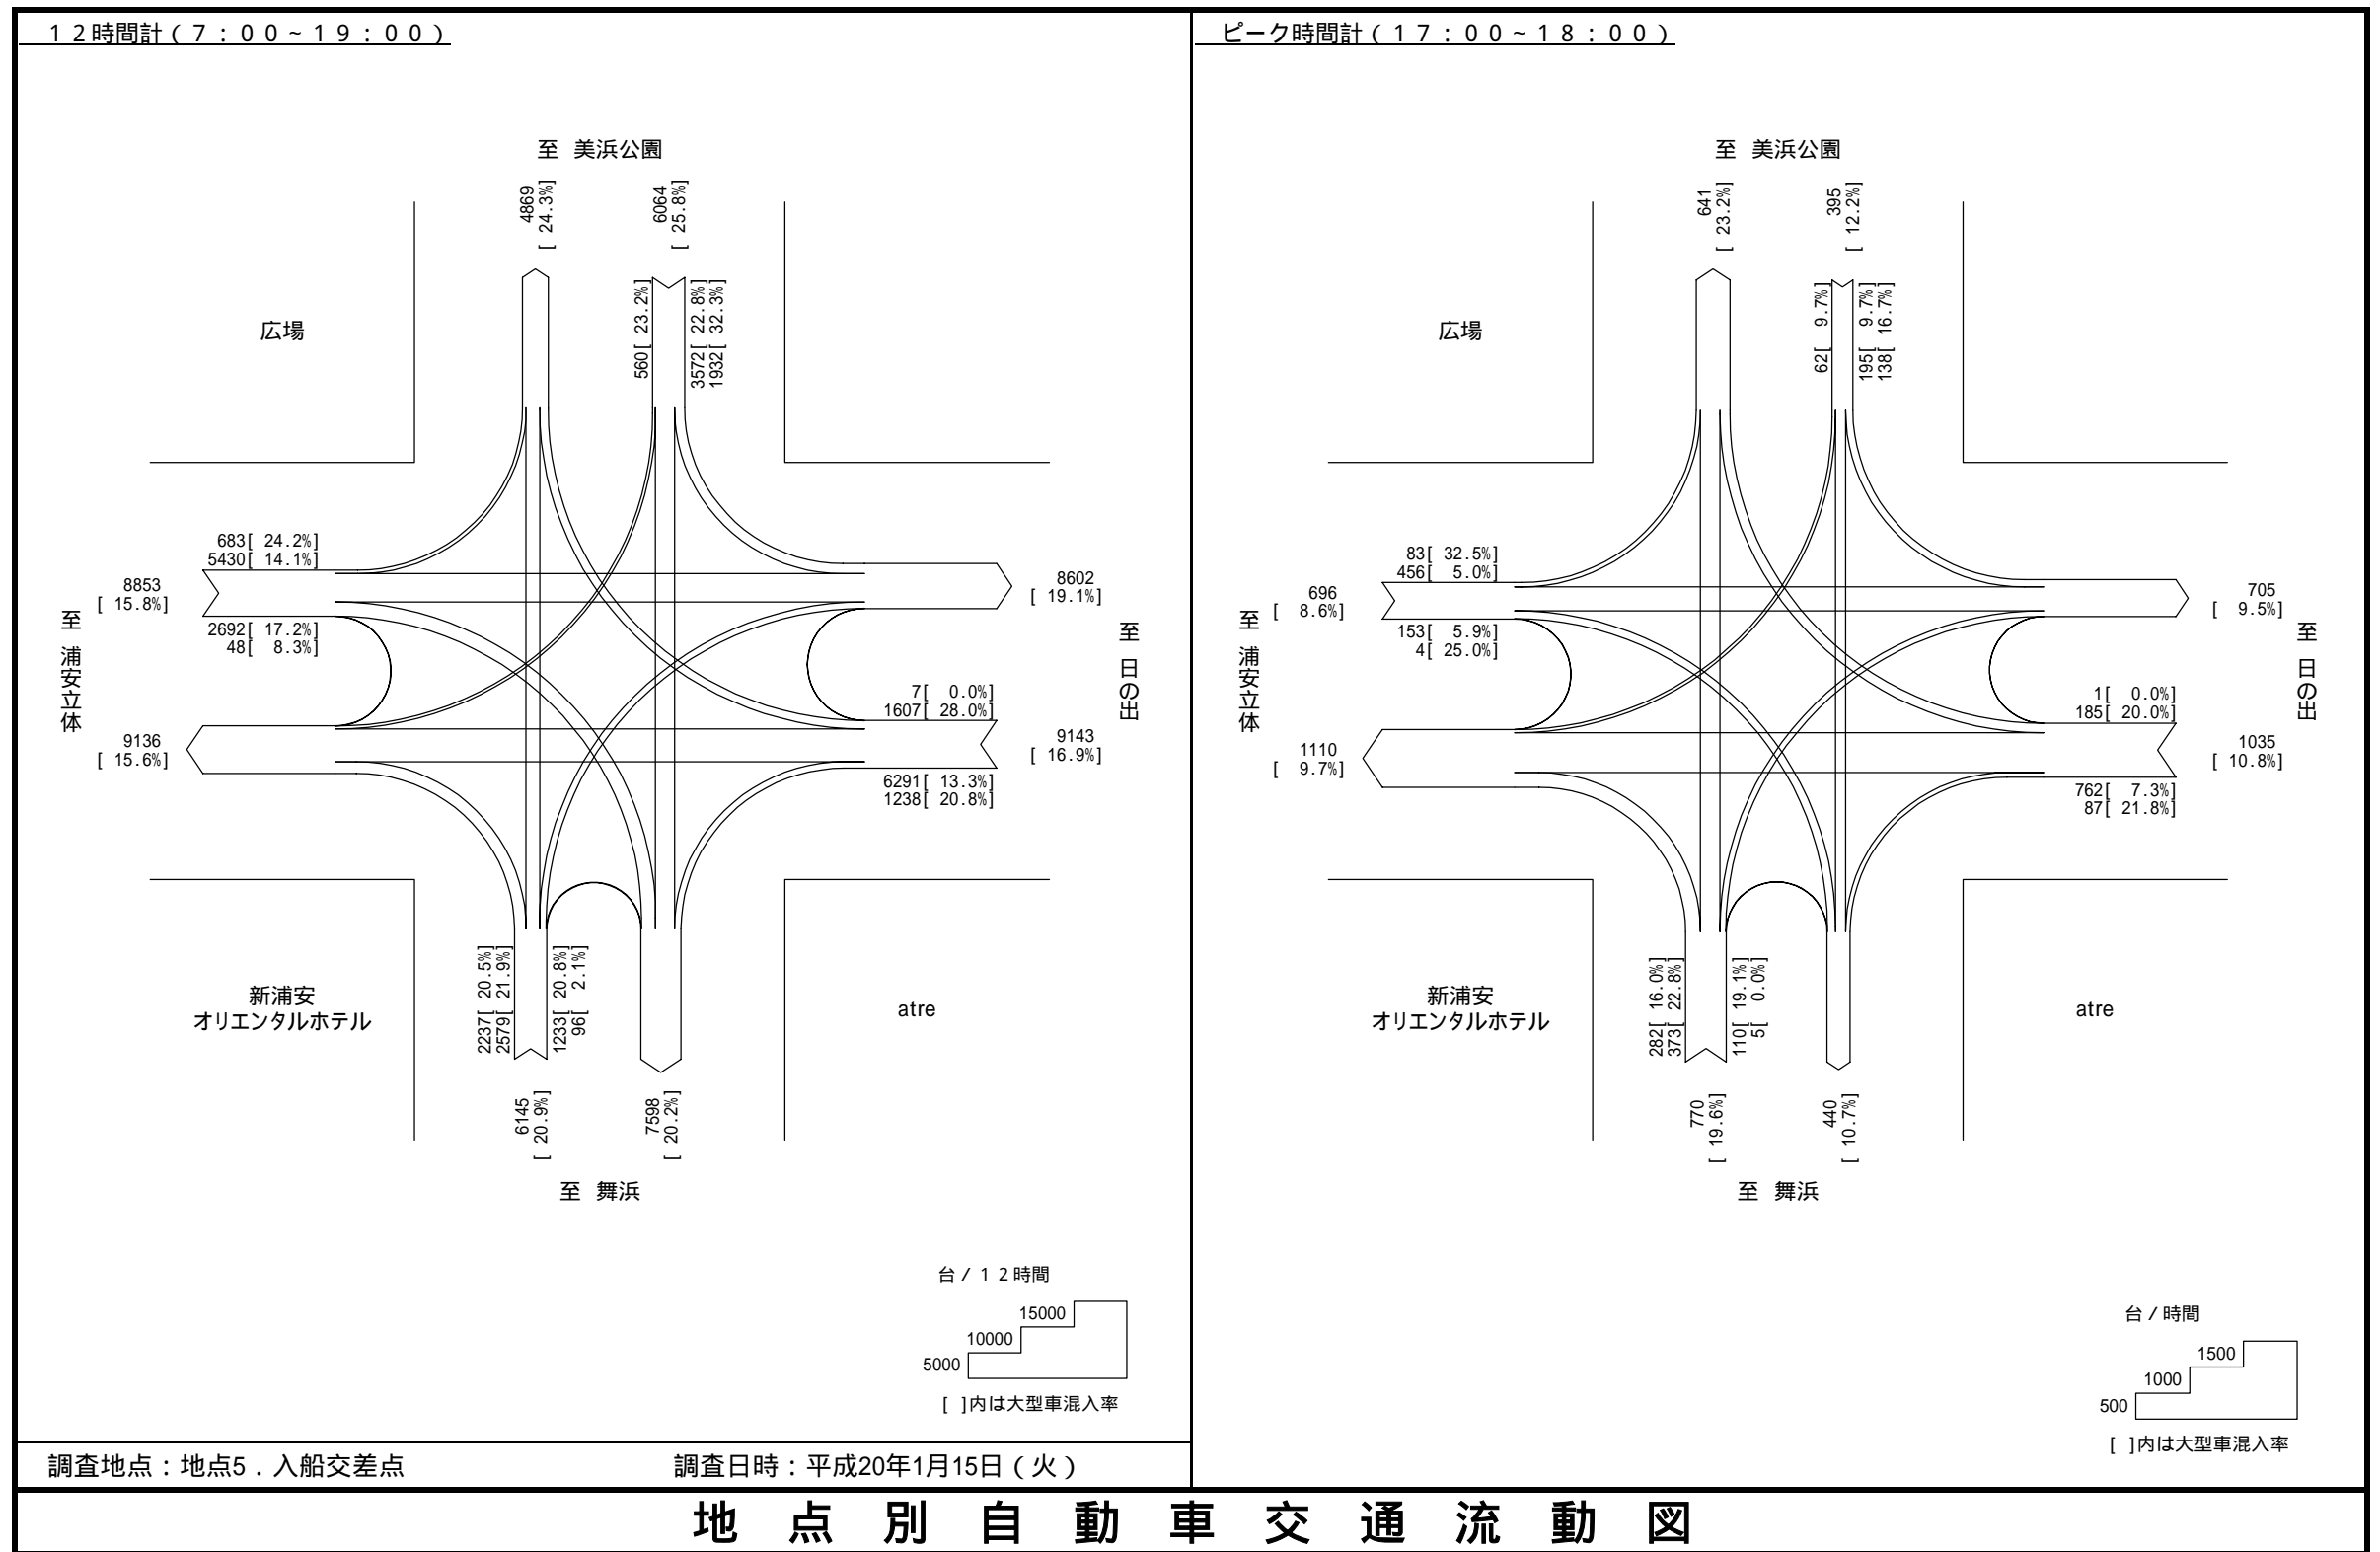 １２時間計（７：００~１９：００）
至 美浜公園
4869
[ 24.3%]
6064
[ 25.8%]
560[ 23.2%]
3572[ 22.8%]
1932[ 32.3%]
広場
683[ 24.2%]
5430[ 14.1%]
8853
[ 15.8%]
2692[ 17.2%]
48[ 8.3%]
至 浦安立体
9136
[ 15.6%]
8602
[ 19.1%]
至 日の出
7[ 0.0%]
1607[ 28.0%]
9143
[ 16.9%]
6291[ 13.3%]
1238[ 20.8%]
新浦安
オリエンタルホテル
2237[ 20.5%]
2579[ 21.9%]
1233[ 20.8%]
96[ 2.1%]
atre
6145
[ 20.9%]
7598
[ 20.2%]
至 舞浜
台/１２時間
15000
10000
5000
[ ]内は大型車混入率
調査地点：地点5．入船交差点
調査日時：平成20年1月15日（火）
ピーク時間計（１７：００~１８：００）
至 美浜公園
641
[ 23.2%]
395
[ 12.2%]
62[ 9.7%]
195[ 9.7%]
138[ 16.7%]
広場
83[ 32.5%]
456[ 5.0%]
696
[ 8.6%]
153[ 5.9%]
4[ 25.0%]
至 浦安立体
1110
[ 9.7%]
705
[ 9.5%]
至 日の出
1[ 0.0%]
185[ 20.0%]
1035
[ 10.8%]
762[ 7.3%]
87[ 21.8%]
新浦安
オリエンタルホテル
282[ 16.0%]
373[ 22.8%]
110[ 19.1%]
5[ 0.0%]
atre
770
[ 19.6%]
440
[ 10.7%]
至 舞浜
台/時間
1500
1000
500
[ ]内は大型車混入率
地点別自動車交通流動図